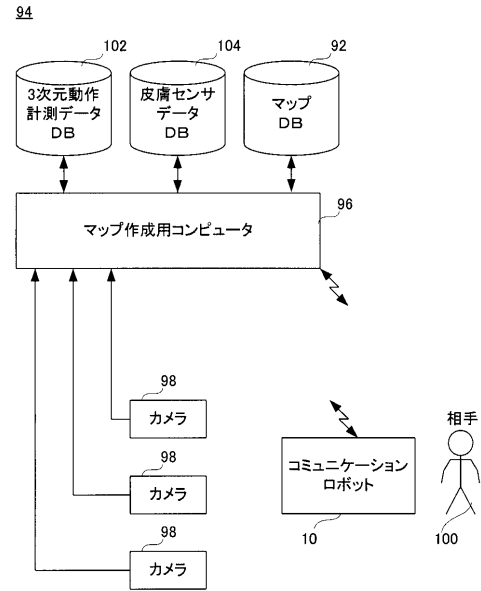 94
102
104
92
3次元動作
計測データ
DB
皮膚センサ
データ
DB
マップ
DB
マップ作成用コンピュータ
96
98
カメラ
98
カメラ
98
カメラ
相手
コミュニケーション
ロボット
10
100